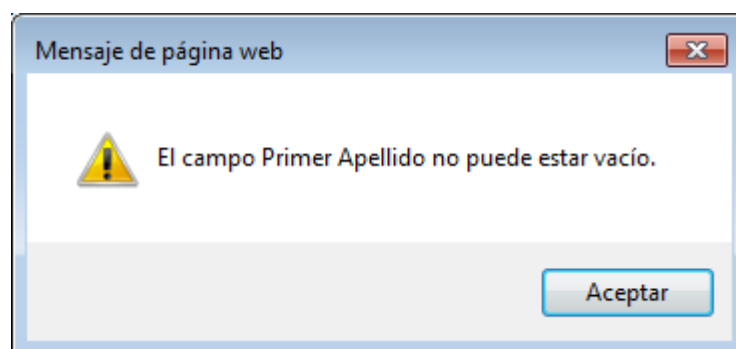 Mensaje de página web
El campo Primer Apellido no puede estar vacío.
Aceptar